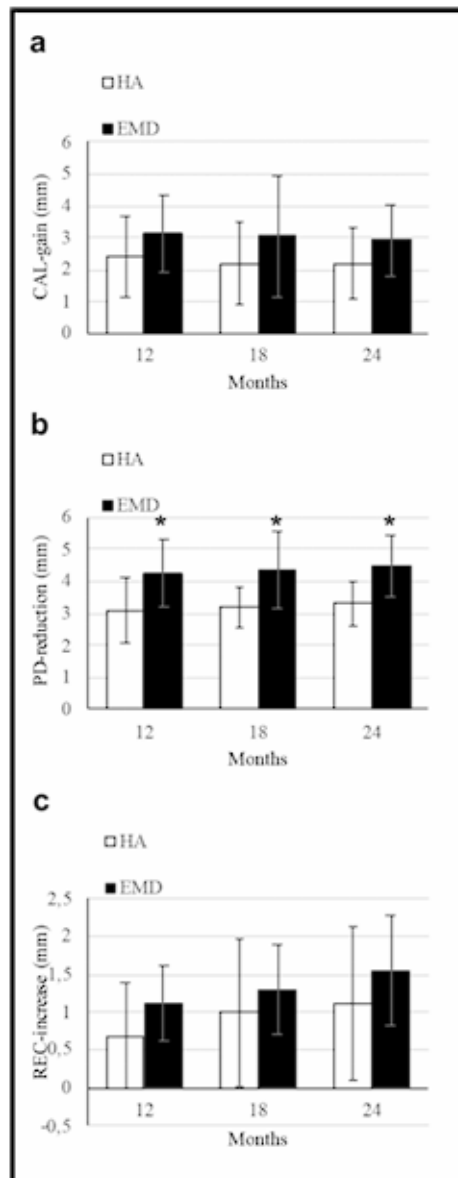 a
HA
EMD
CAL-gain (mm)
6
5
4
3
2
1
0
12 18 24
Months
b
HA
EMD
PD-reduction (mm)
6
5
4
3
2
1
0
* * *
12 18 24
Months
c
HA
EMD
REC-increase (mm)
2,5
2
1,5
1
0,5
0
-0,5
12 18 24
Months